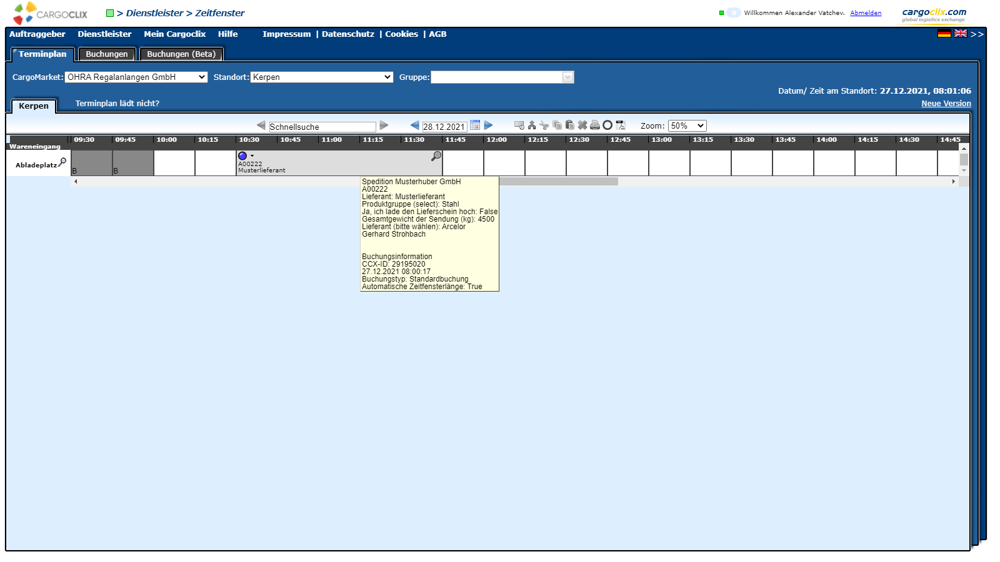 CARGOCLIX
> Dienstleister > Zeitfenster
0 Willkommen Alexander Vatchev. Abmelden
cargoclix.com
global logistics exchange
Auftraggeber Dienstleister Mein Cargoclix Hilfe Impressum | Datenschutz | Cookies | AGB >>
Terminplan Buchungen Buchungen (Beta)
CargoMarket: OHRA Regalanlangen GmbH Standort: Kerpen Gruppe:
Datum/ Zeit am Standort: 27.12.2021, 08:01:06
Kerpen Terminplan lädt nicht? Neue Version
Schnellsuche 28.12.2021 Zoom: 50%
09:30 09:45 10:00 10:15 10:30 10:45 11:00 11:15 11:30 11:45 12:00 12:15 12:30 12:45 13:00 13:15 13:30 13:45 14:00 14:15 14:30 14:45
Wareneingang
Abladeplatz
B B
A00222
Musterlieferant
Spedition Musterhuber GmbH
A00222
Lieferant: Musterlieferant
Produktgruppe (select): Stahl
Ja, ich lade den Lieferschein hoch: False
Gesamtgewicht der Sendung (kg): 4500
Lieferant (bitte wählen): Arcelor
Gerhard Strohbach
Buchungsinformation
CCX-ID: 29195020
27.12.2021 08:00:17
Buchungstyp: Standardbuchung
Automatische Zeitfensterlänge: True